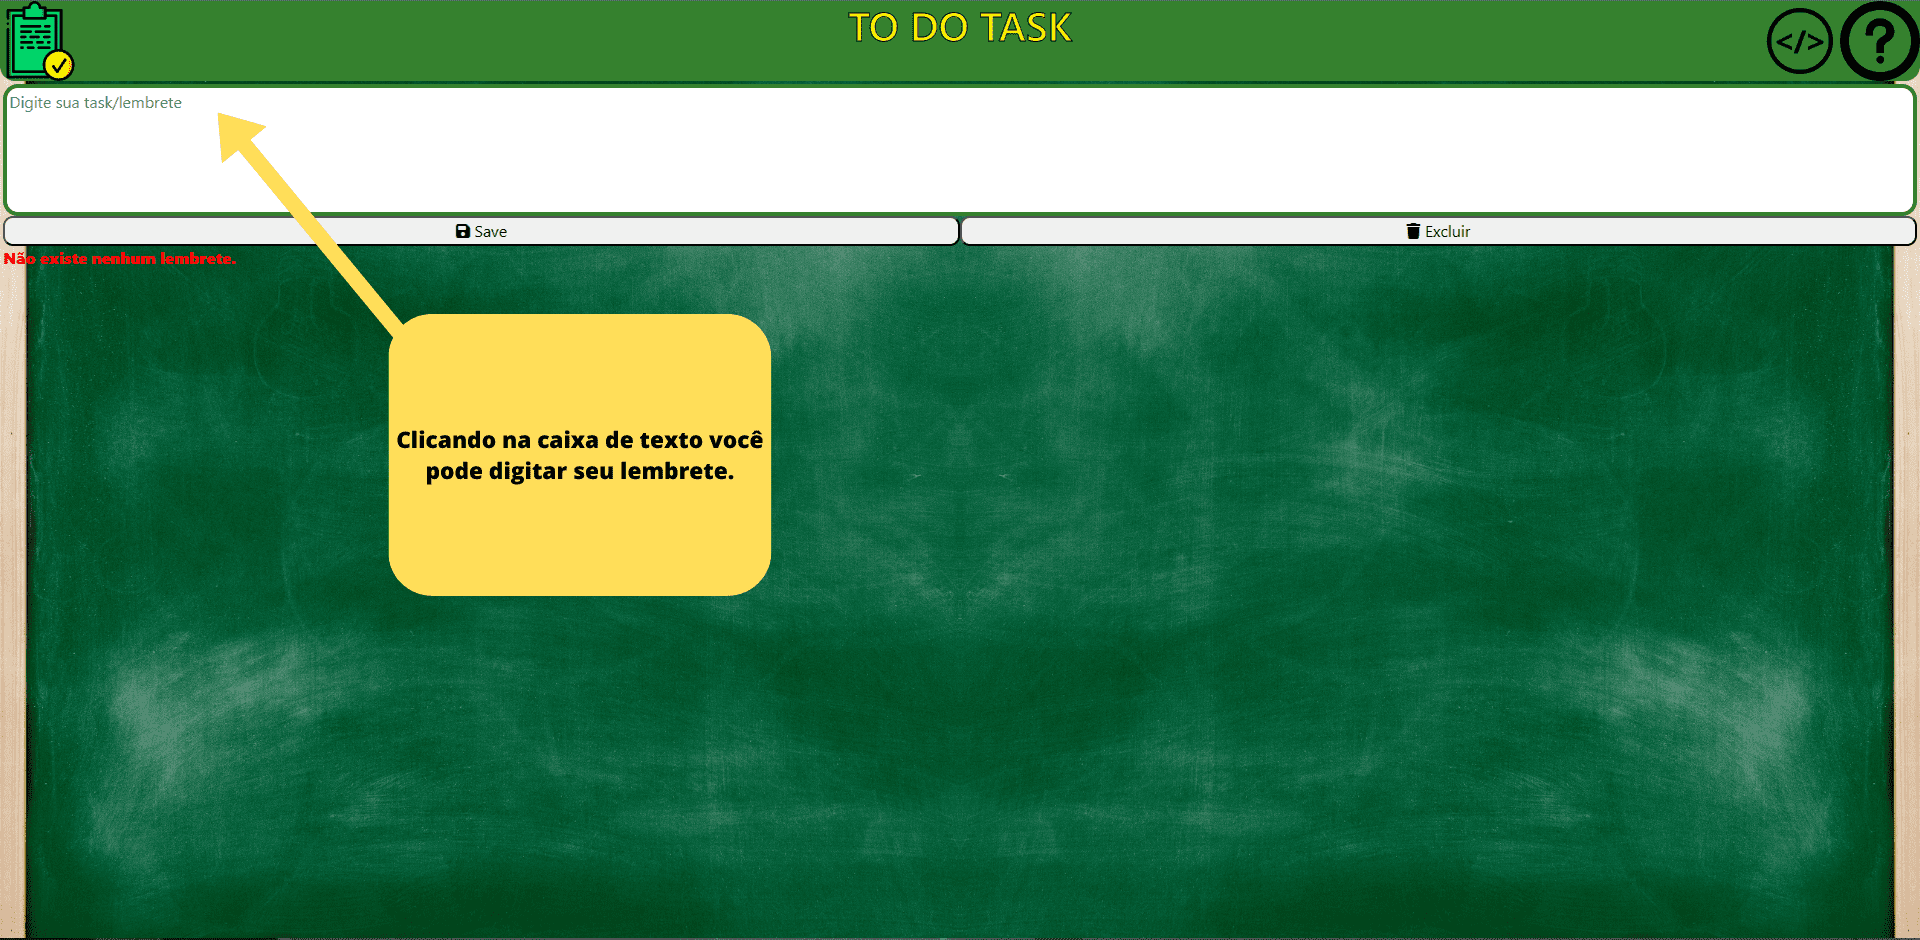 TO DO TASK
</>
?
Digite sua task/lembrete
Save
Excluir
Não existe nenhum lembrete.
Clicando na caixa de texto você
pode digitar seu lembrete.